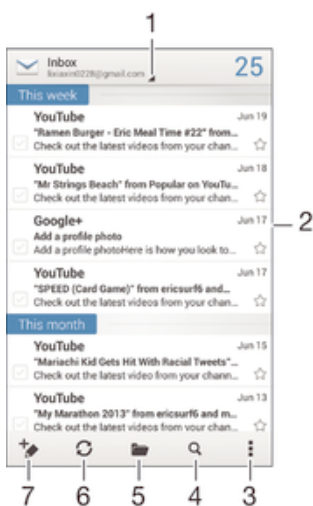 1
Inbox
25
This week
YouTube Jun 19
"Ramen Burger - Eric Meal Time #22" from...
Check out the latest videos from your chan...
YouTube Jun 18
"Mr Strings Beach" from Popular on YouTu...
Check out the latest videos from your chan...
Google+ Jun 17
Add a profile photo
Add a profile photoHere is how you look to...
2
YouTube Jun 17
"SPEED (Card Game)" from ericsurf6 and...
Check out the latest videos from your chan...
This month
YouTube Jun 15
"Mariachi Kid Gets Hit With Racial Tweets"...
Check out the latest video from your chann...
YouTube Jun 13
"My Marathon 2013" from ericsurf6 and m...
Check out the latest videos from your chan...
7 6 5 4 3